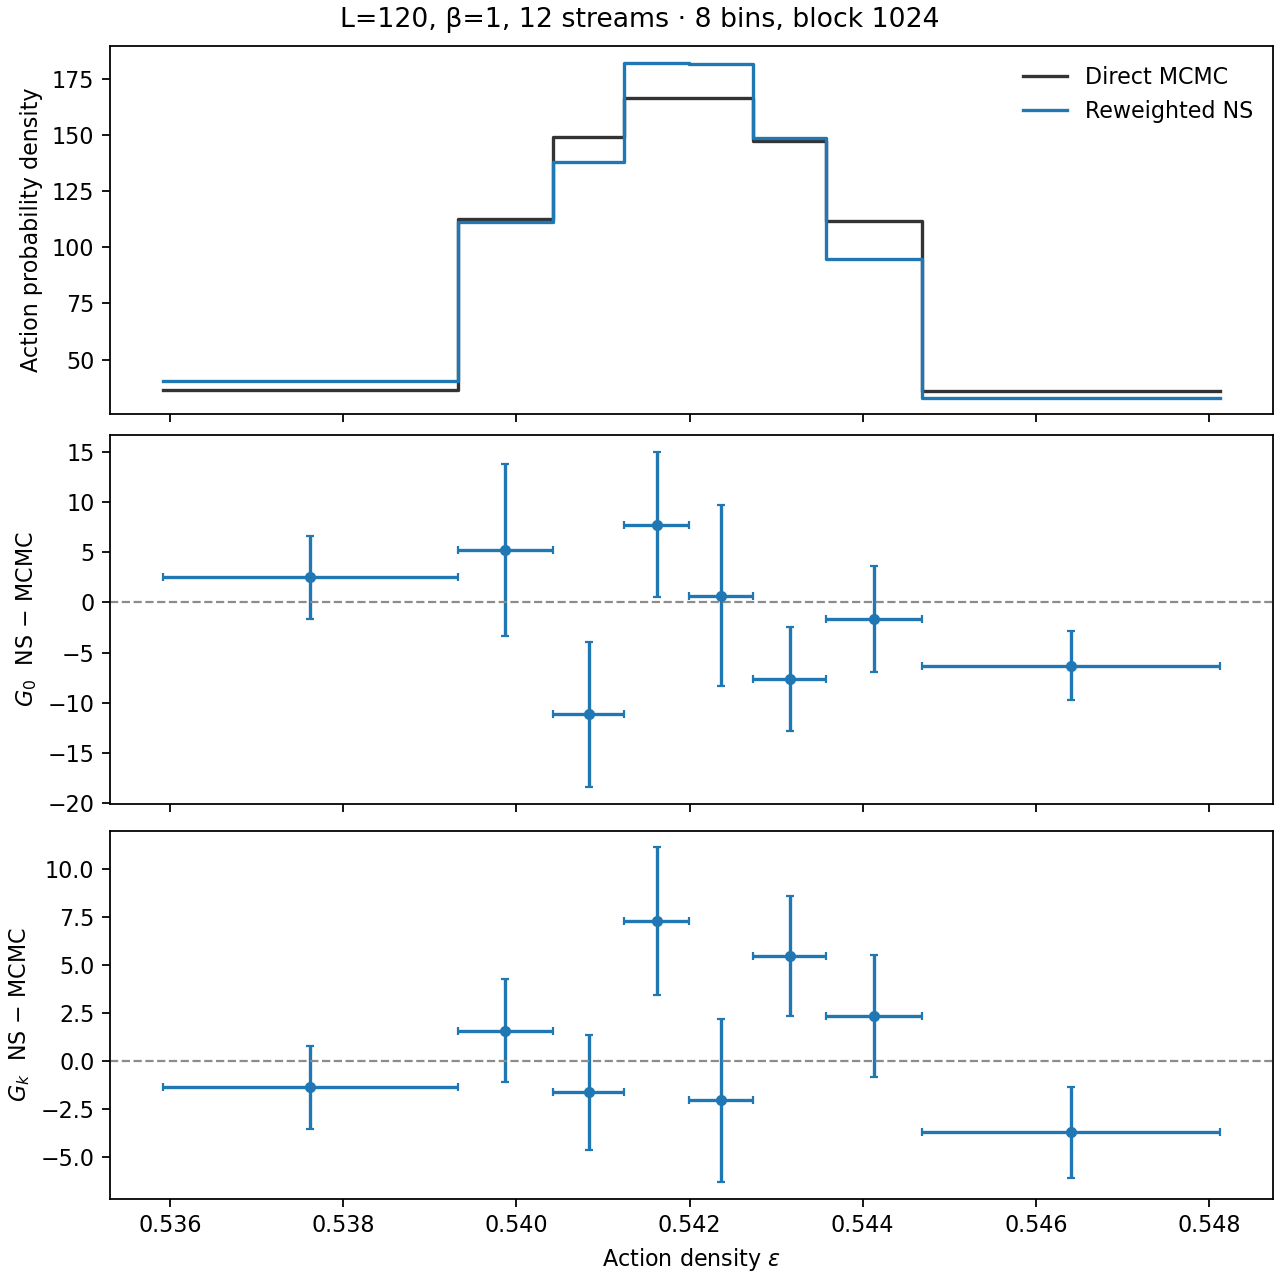 L=120, β=1, 12 streams · 8 bins, block 1024
Action probability density
175
150
125
100
75
50
Direct MCMC
Reweighted NS
G₀ NS − MCMC
15
10
5
0
−5
−10
−15
−20
Gₖ NS − MCMC
10.0
7.5
5.0
2.5
0.0
−2.5
−5.0
0.536 0.538 0.540 0.542 0.544 0.546 0.548
Action density ε